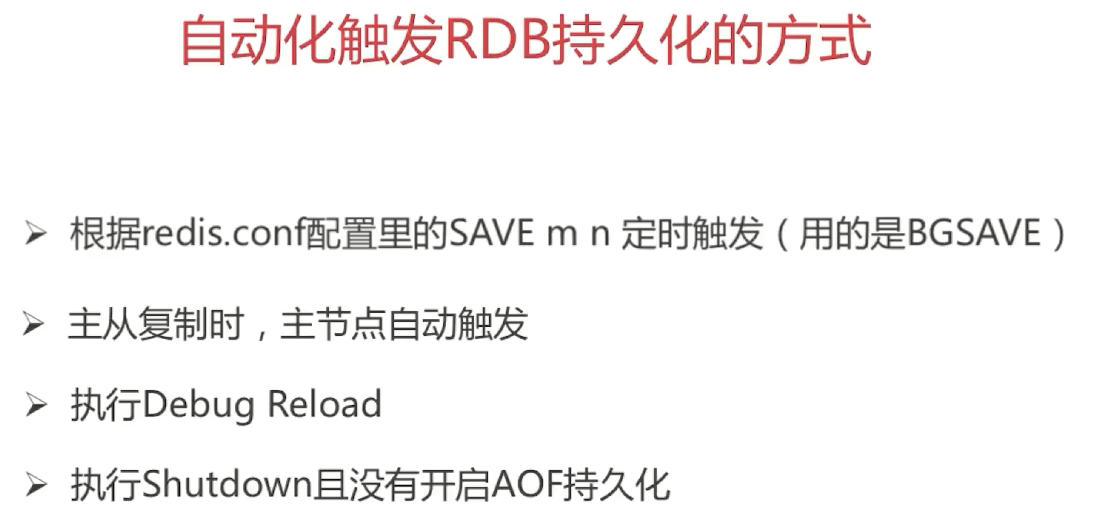 自动化触发RDB持久化的方式
➢ 根据redis.conf配置里的SAVE m n 定时触发（用的是BGSAVE）
➢ 主从复制时，主节点自动触发
➢ 执行Debug Reload
➢ 执行Shutdown且没有开启AOF持久化